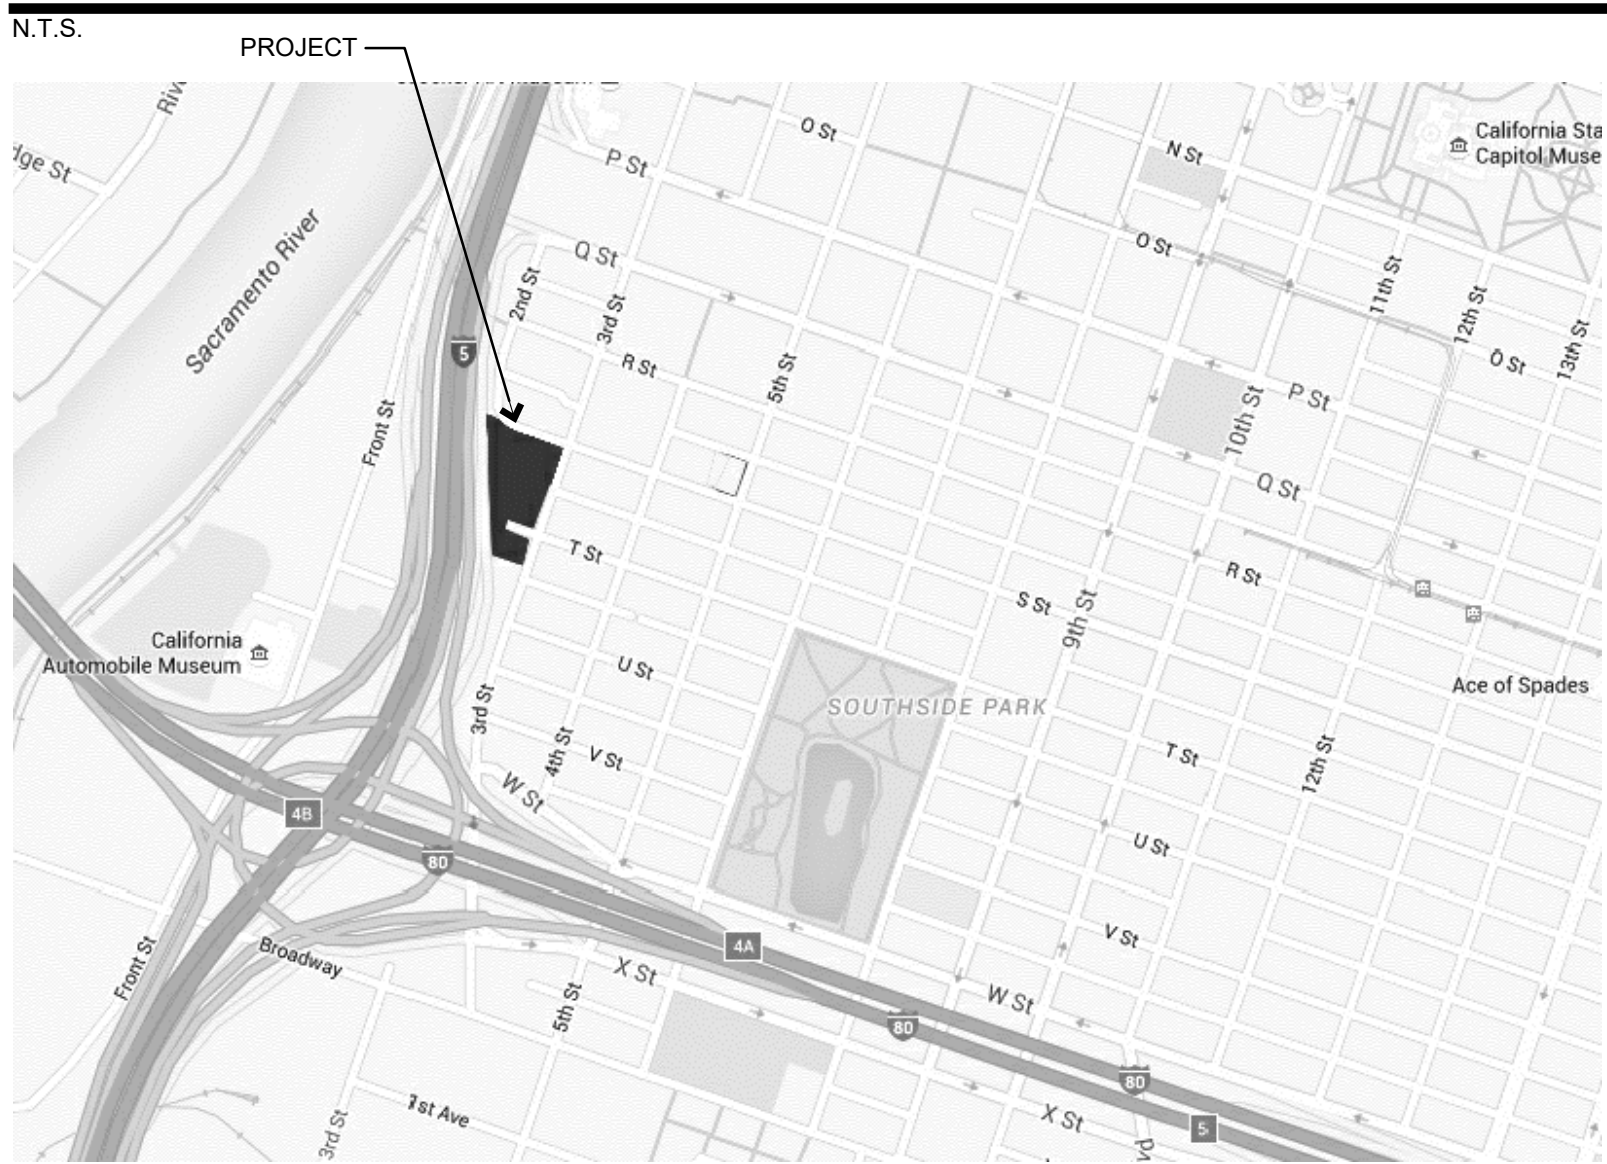 N.T.S.
PROJECT
O St
N St
California Sta
Capitol Muse
P St
Sacramento River
O St
Q St
2nd St
3rd St
11th St
12th St
13th St
5
R St
5th St
O St
P St
Front St
10th St
Q St
T St
R St
S St
9th St
California
Automobile Museum
U St
Ace of Spades
SOUTHSIDE PARK
3rd St
4th St
V St
T St
12th St
W St
4B
80
U St
V St
4A
Broadway
Front St
X St
W St
5th St
80
80
1st Ave
3rd St
X St
5